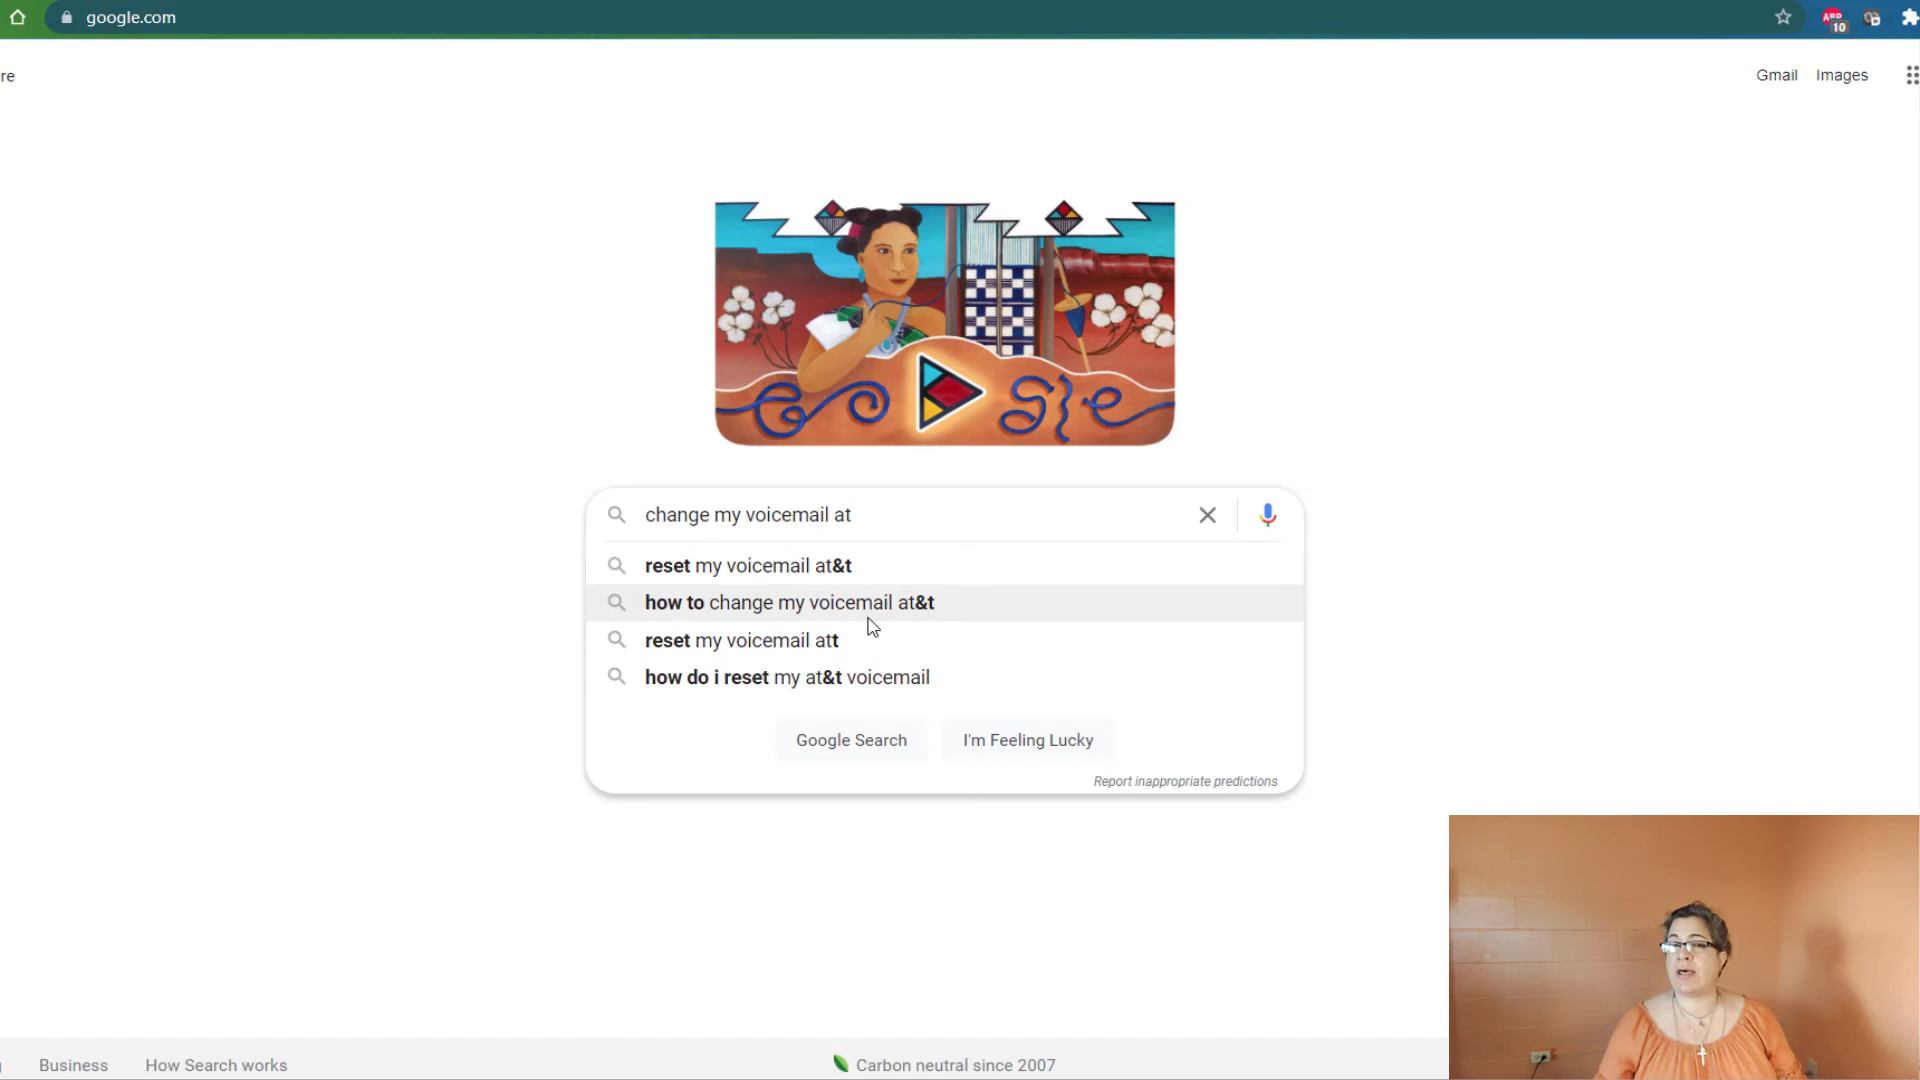 google.com
ABP
10
re
Gmail
Images
change my voicemail at
reset my voicemail at&t
how to change my voicemail at&t
reset my voicemail att
how do i reset my at&t voicemail
Google Search
I'm Feeling Lucky
Report inappropriate predictions
Business
How Search works
Carbon neutral since 2007